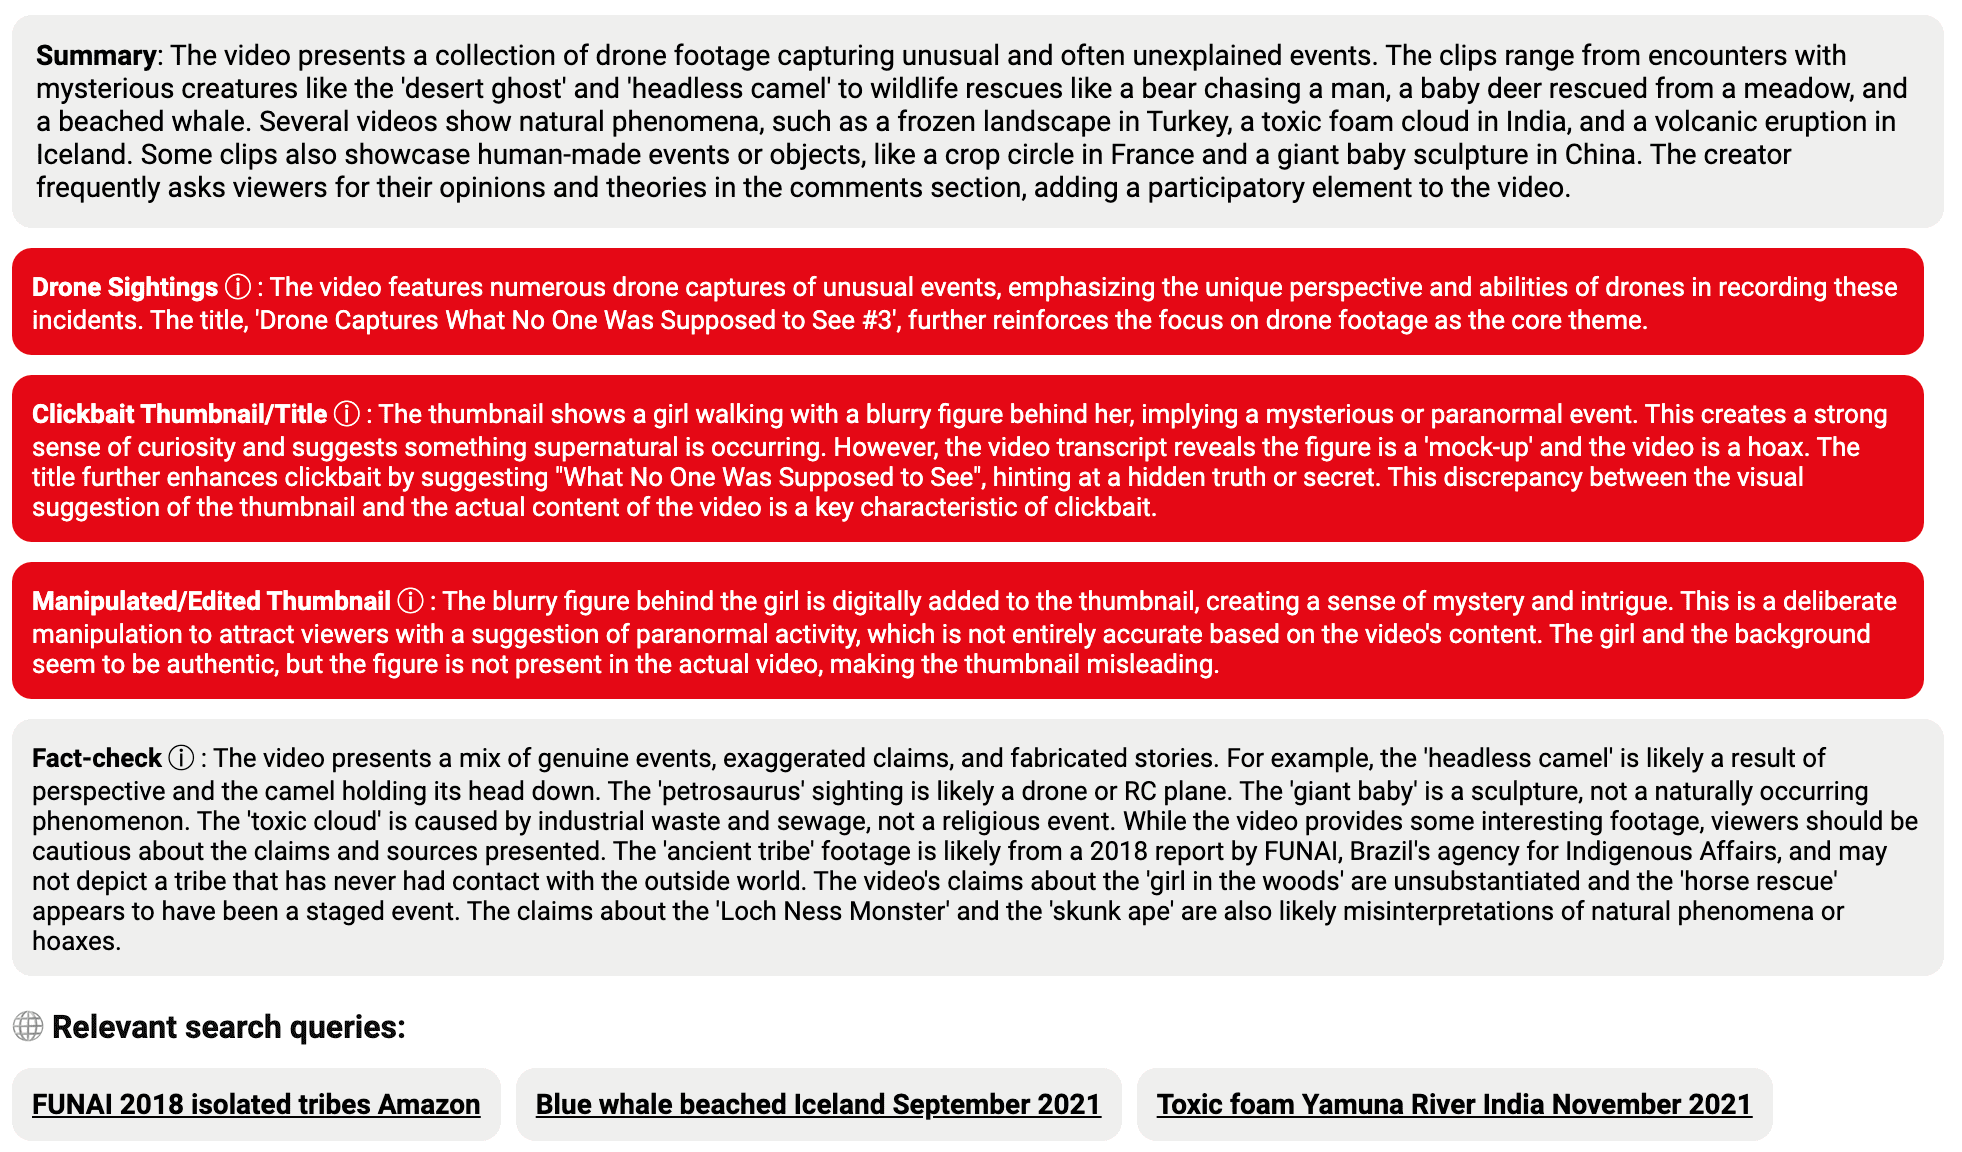 Summary: The video presents a collection of drone footage capturing unusual and often unexplained events. The clips range from encounters with
mysterious creatures like the 'desert ghost' and 'headless camel' to wildlife rescues like a bear chasing a man, a baby deer rescued from a meadow, and
a beached whale. Several videos show natural phenomena, such as a frozen landscape in Turkey, a toxic foam cloud in India, and a volcanic eruption in
Iceland. Some clips also showcase human-made events or objects, like a crop circle in France and a giant baby sculpture in China. The creator
frequently asks viewers for their opinions and theories in the comments section, adding a participatory element to the video.
Drone Sightings ⓘ : The video features numerous drone captures of unusual events, emphasizing the unique perspective and abilities of drones in recording these
incidents. The title, 'Drone Captures What No One Was Supposed to See #3', further reinforces the focus on drone footage as the core theme.
Clickbait Thumbnail/Title ⓘ : The thumbnail shows a girl walking with a blurry figure behind her, implying a mysterious or paranormal event. This creates a strong
sense of curiosity and suggests something supernatural is occurring. However, the video transcript reveals the figure is a 'mock-up' and the video is a hoax. The
title further enhances clickbait by suggesting "What No One Was Supposed to See", hinting at a hidden truth or secret. This discrepancy between the visual
suggestion of the thumbnail and the actual content of the video is a key characteristic of clickbait.
Manipulated/Edited Thumbnail ⓘ : The blurry figure behind the girl is digitally added to the thumbnail, creating a sense of mystery and intrigue. This is a deliberate
manipulation to attract viewers with a suggestion of paranormal activity, which is not entirely accurate based on the video's content. The girl and the background
seem to be authentic, but the figure is not present in the actual video, making the thumbnail misleading.
Fact-check ⓘ : The video presents a mix of genuine events, exaggerated claims, and fabricated stories. For example, the 'headless camel' is likely a result of
perspective and the camel holding its head down. The 'petrosaurus' sighting is likely a drone or RC plane. The 'giant baby' is a sculpture, not a naturally occurring
phenomenon. The 'toxic cloud' is caused by industrial waste and sewage, not a religious event. While the video provides some interesting footage, viewers should be
cautious about the claims and sources presented. The 'ancient tribe' footage is likely from a 2018 report by FUNAI, Brazil's agency for Indigenous Affairs, and may
not depict a tribe that has never had contact with the outside world. The video's claims about the 'girl in the woods' are unsubstantiated and the 'horse rescue'
appears to have been a staged event. The claims about the 'Loch Ness Monster' and the 'skunk ape' are also likely misinterpretations of natural phenomena or
hoaxes.
Relevant search queries:
FUNAI 2018 isolated tribes Amazon
Blue whale beached Iceland September 2021
Toxic foam Yamuna River India November 2021